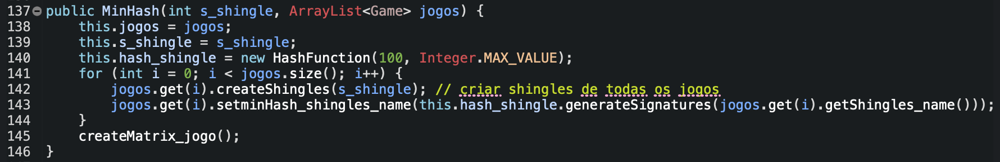 137 public MinHash(int s_shingle, ArrayList<Game> jogos) {
138     this.jogos = jogos;
139     this.s_shingle = s_shingle;
140     this.hash_shingle = new HashFunction(100, Integer.MAX_VALUE);
141     for (int i = 0; i < jogos.size(); i++) {
142         jogos.get(i).createShingles(s_shingle); // criar shingles de todas os jogos
143         jogos.get(i).setminHash_shingles_name(this.hash_shingle.generateSignatures(jogos.get(i).getShingles_name()));
144     }
145     createMatrix_jogo();
146 }